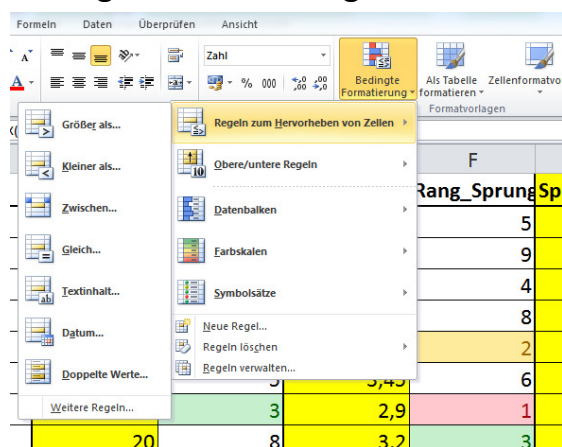 Formeln Daten Überprüfen Ansicht
A Zahl
A % 000 ,00 ,00 Bedingte Formatierung Als Tabelle formatieren Zellenformatvo
Formatvorlagen
Größer als...
Kleiner als...
Zwischen...
Gleich...
Textinhalt...
Datum...
Doppelte Werte...
Weitere Regeln...
Regeln zum Hervorheben von Zellen
Obere/untere Regeln
10
Datenbalken
Farbskalen
Symbolsätze
Neue Regel...
Regeln löschen
Regeln verwalten...
F
Rang_Sprung Sp
5
9
4
8
2
6
3 2,9 1
20 8 3,2 3